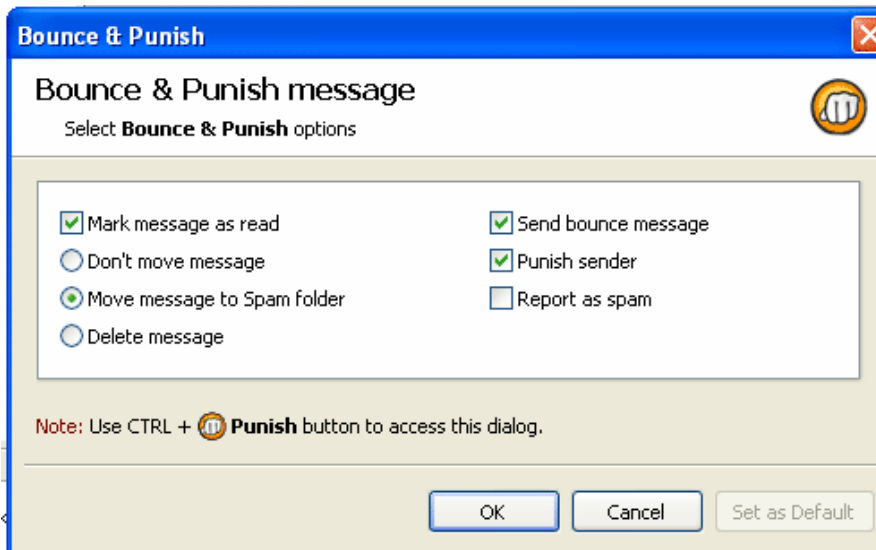 Bounce & Punish
Bounce & Punish message
Select Bounce & Punish options
Mark message as read
Don't move message
Move message to Spam folder
Delete message
Send bounce message
Punish sender
Report as spam
Note: Use CTRL + Punish button to access this dialog.
OK Cancel Set as Default